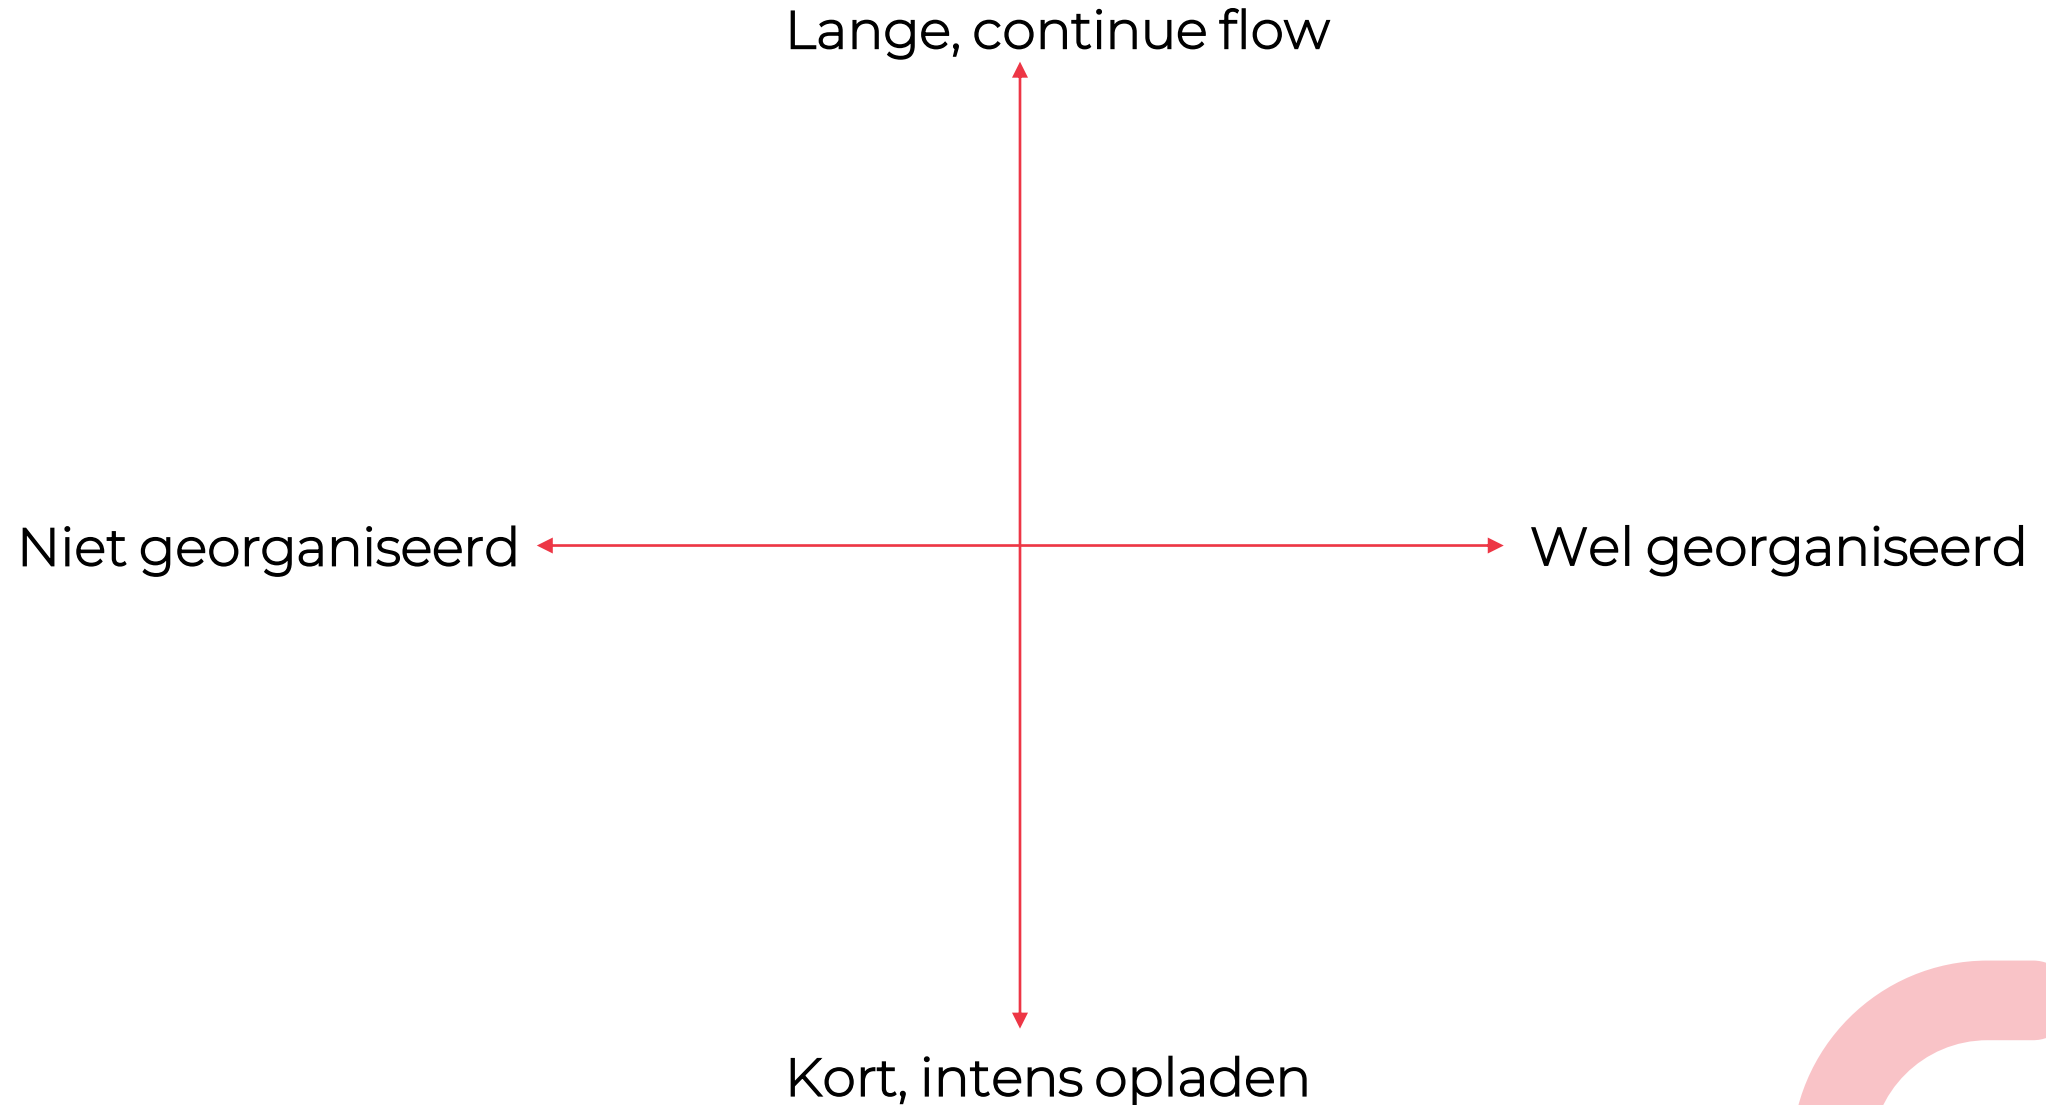 Lange, continue flow
Niet georganiseerd
Wel georganiseerd
Kort, intens opladen